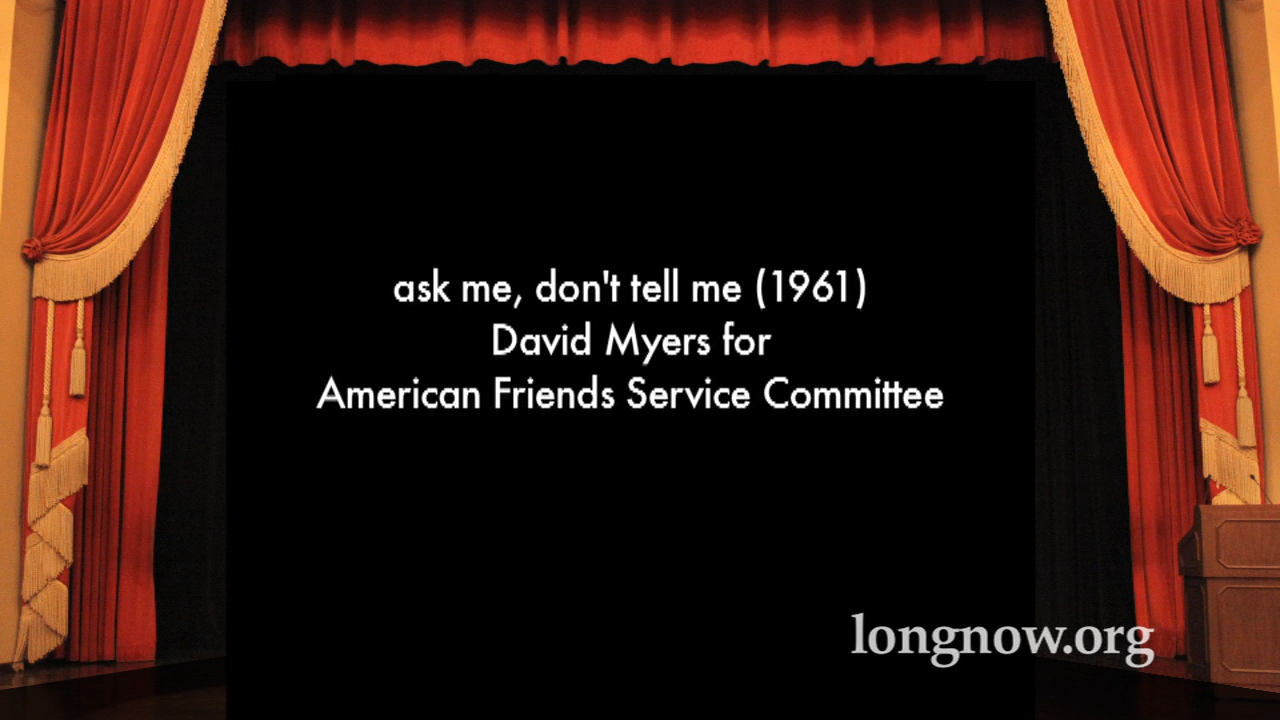 ask me, don't tell me (1961)
David Myers for
American Friends Service Committee
longnow.org